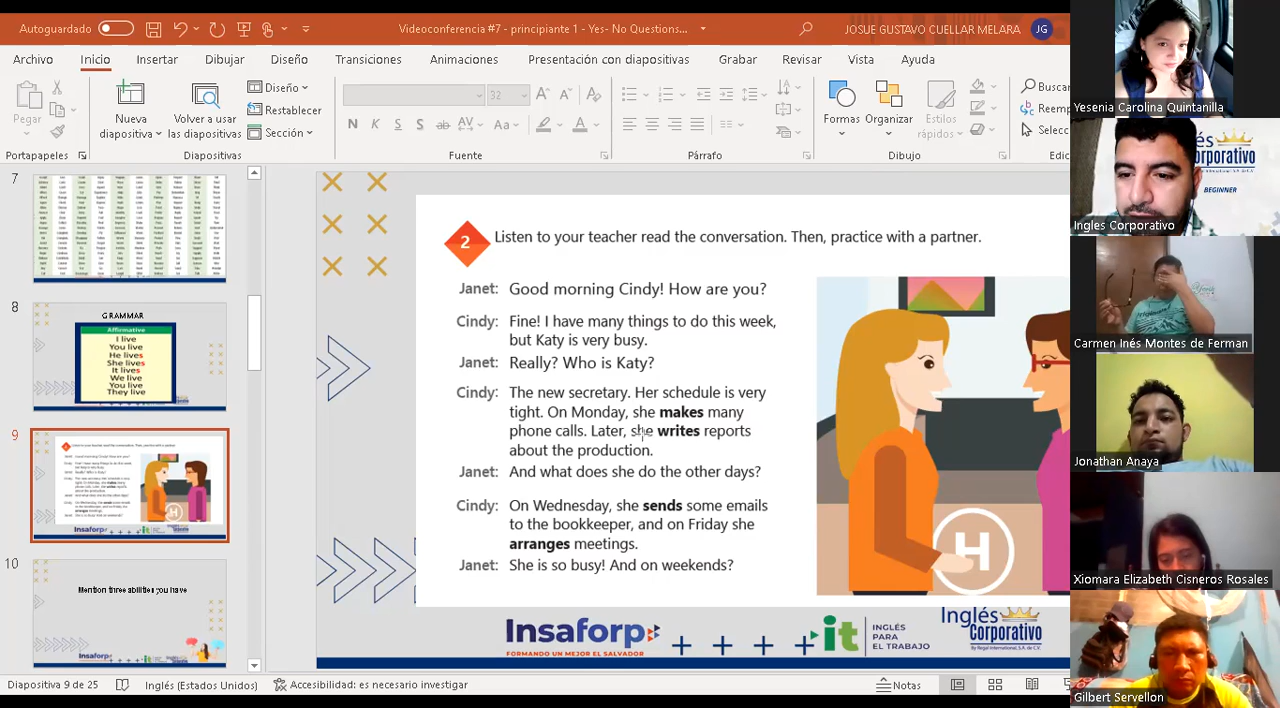 Autoguardado
Videoconferencia #7 - principiante 1 - Yes- No Questions...
JOSUE GUSTAVO CUELLAR MELARA
JG
Archivo Inicio Insertar Dibujar Diseño Transiciones Animaciones Presentación con diapositivas Grabar Revisar Vista Ayuda
Pegar
Nueva
diapositiva
Volver a usar
las diapositivas
Diseño
Restablecer
Sección
32
N K S S ab Aa A
Formas
Organizar
Estilos
rápidos
Buscar
Reemp
Selecc
Portapapeles
Diapositivas
Fuente
Párrafo
Dibujo
Edic
7
8
GRAMMAR
Affirmative
I live
You live
He lives
She lives
It lives
We live
You live
They live
9
10
Mention three abilities you have
2
Listen to your teacher read the conversation. Then, practice with a partner.
Janet: Good morning Cindy! How are you?
Cindy: Fine! I have many things to do this week,
but Katy is very busy.
Janet: Really? Who is Katy?
Cindy: The new secretary. Her schedule is very
tight. On Monday, she makes many
phone calls. Later, she writes reports
about the production.
Janet: And what does she do the other days?
Cindy: On Wednesday, she sends some emails
to the bookkeeper, and on Friday she
arranges meetings.
Janet: She is so busy! And on weekends?
H
Insaforp
FORMANDO UN MEJOR EL SALVADOR
it
INGLÉS
PARA
EL TRABAJO
Inglés
Corporativo
By Regal International, S.A. de C.V.
Diapositiva 9 de 25
Inglés (Estados Unidos)
Accesibilidad: es necesario investigar
Notas
Yesenia Carolina Quintanilla
BEGINNER
Ingles Corporativo
Carmen Inés Montes de Ferman
Jonathan Anaya
Xiomara Elizabeth Cisneros Rosales
Gilbert Servellon